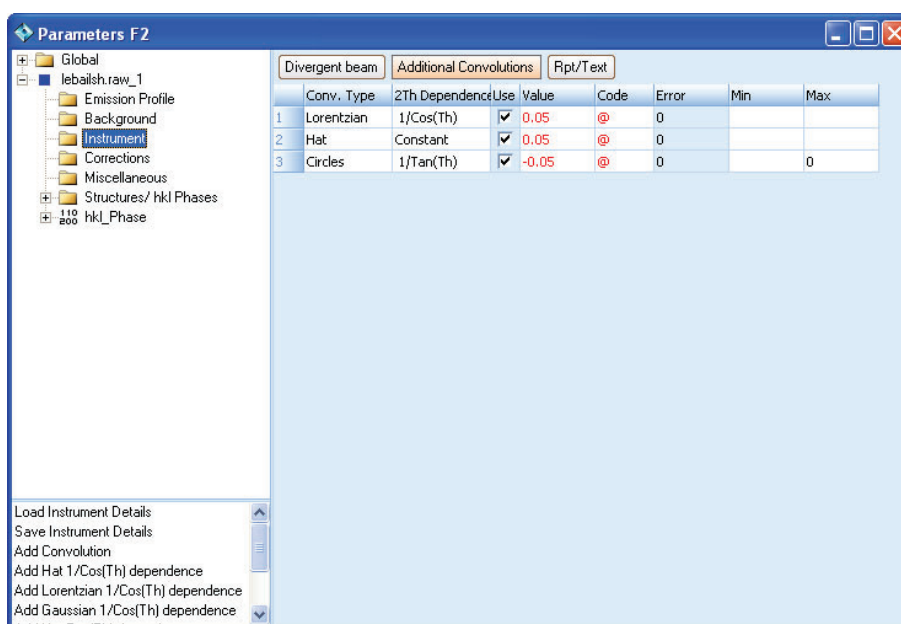 Parameters F2
Global
lebailsh.raw_1
Emission Profile
Background
Instrument
Corrections
Miscellaneous
Structures/ hkl Phases
110 200 hkl_Phase
Divergent beam Additional Convolutions Rpt/Text
Conv. Type 2Th Dependence Use Value Code Error Min Max
1 Lorentzian 1/Cos(Th) 0.05 @ 0
2 Hat Constant 0.05 @ 0
3 Circles 1/Tan(Th) -0.05 @ 0 0
Load Instrument Details
Save Instrument Details
Add Convolution
Add Hat 1/Cos(Th) dependence
Add Lorentzian 1/Cos(Th) dependence
Add Gaussian 1/Cos(Th) dependence